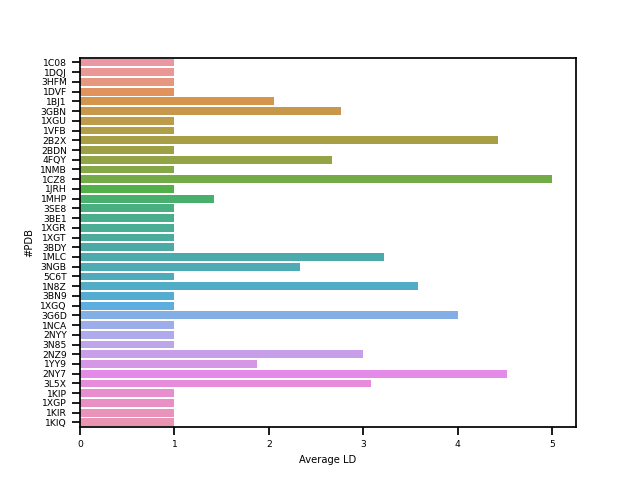 1C08
1DQJ
3HFM
1DVF
1BJ1
3GBN
1XGU
1VFB
2B2X
2BDN
4FQY
1NMB
1CZ8
1JRH
1MHP
3SE8
3BE1
1XGR
1XGT
3BDY
1MLC
3NGB
5C6T
1N8Z
3BN9
1XGQ
3G6D
1NCA
2NYY
3N85
2NZ9
1YY9
2NY7
3L5X
1KIP
1XGP
1KIR
1KIQ
#PDB
0 1 2 3 4 5
Average LD